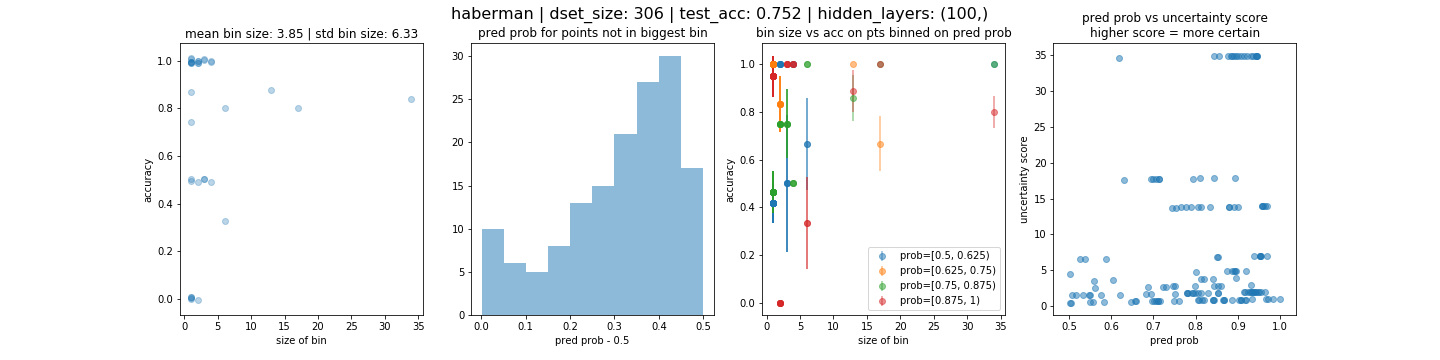 haberman | dset_size: 306 | test_acc: 0.752 | hidden_layers: (100,)
mean bin size: 3.85 | std bin size: 6.33
accuracy
1.0
0.8
0.6
0.4
0.2
0.0
0 5 10 15 20 25 30 35
size of bin
pred prob for points not in biggest bin
30
25
20
15
10
5
0
0.0 0.1 0.2 0.3 0.4 0.5
pred prob - 0.5
bin size vs acc on pts binned on pred prob
accuracy
1.0
0.8
0.6
0.4
0.2
0.0
prob=[0.5, 0.625)
prob=[0.625, 0.75)
prob=[0.75, 0.875)
prob=[0.875, 1)
0 5 10 15 20 25 30 35
size of bin
pred prob vs uncertainty score
higher score = more certain
uncertainty score
35
30
25
20
15
10
5
0
0.5 0.6 0.7 0.8 0.9 1.0
pred prob